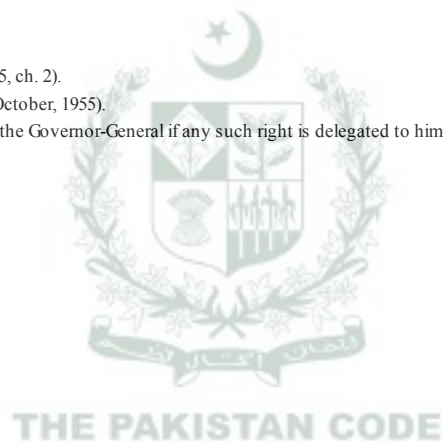 5, ch. 2).
October, 1955).
the Governor-General if any such right is delegated to him
THE PAKISTAN CODE